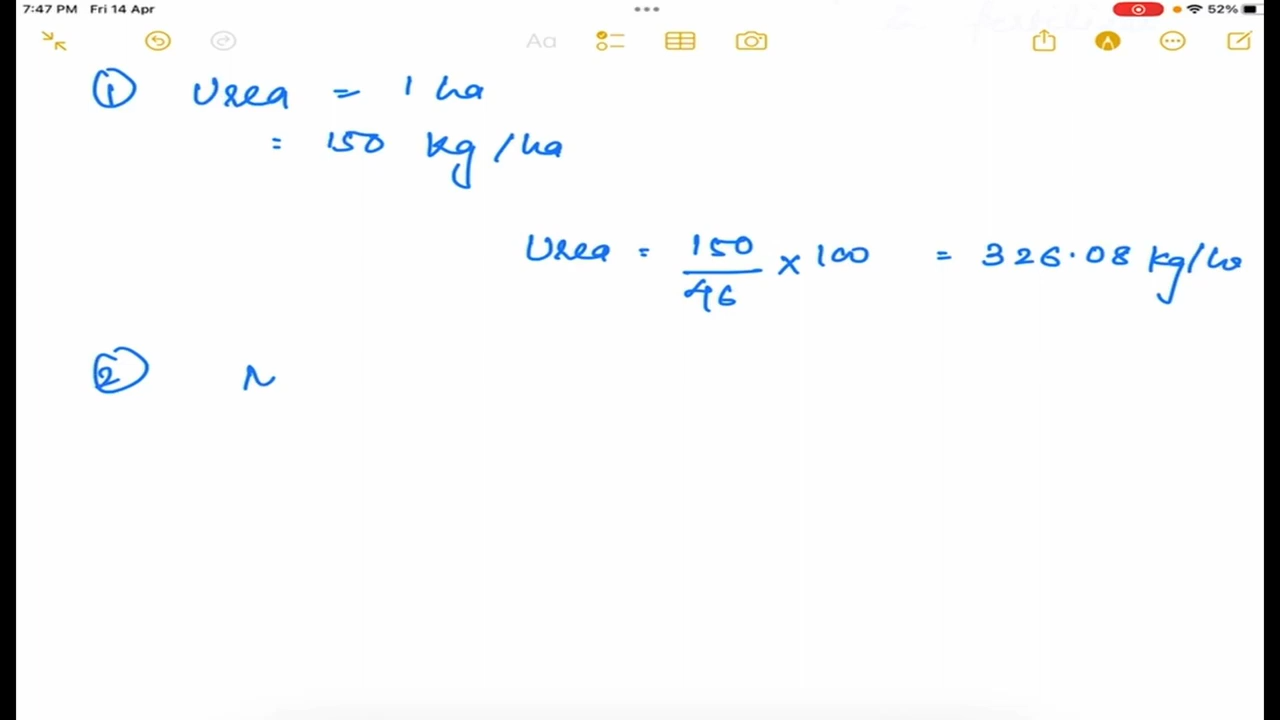 7:47 PM Fri 14 Apr
52%
Aa
① Urea = 1 ha
= 150 kg/ha
Urea = 150/46 × 100 = 326.08 kg/ha
② N